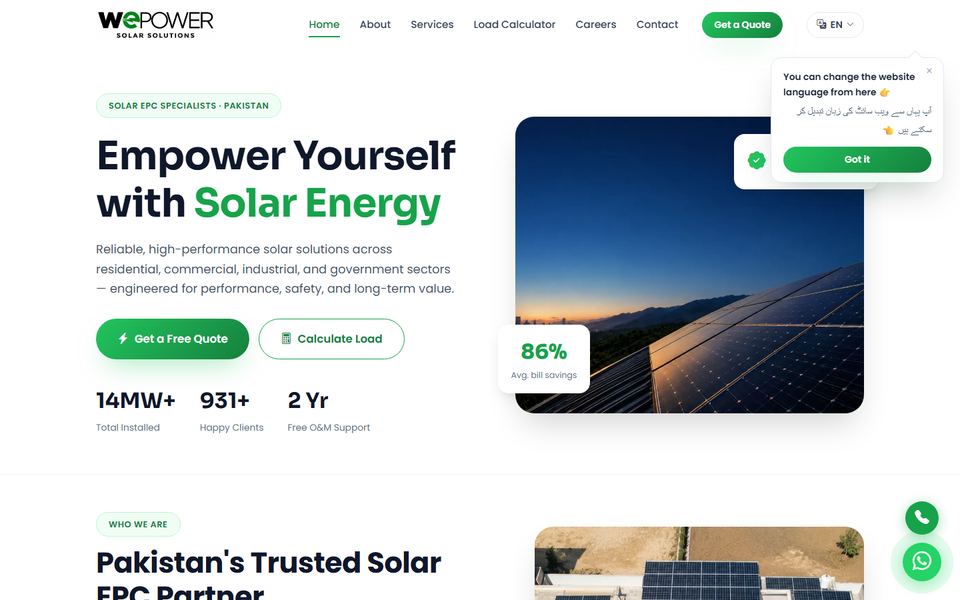 WePOWER
SOLAR SOLUTIONS
Home
About
Services
Load Calculator
Careers
Contact
Get a Quote
EN
You can change the website
language from here 👉
آپ یہاں سے ویب سائٹ کی زبان تبدیل کر
سکتے ہیں 👈
Got it
SOLAR EPC SPECIALISTS · PAKISTAN
Empower Yourself
with Solar Energy
Reliable, high-performance solar solutions across
residential, commercial, industrial, and government sectors
— engineered for performance, safety, and long-term value.
Get a Free Quote
Calculate Load
86%
Avg. bill savings
14MW+
Total Installed
931+
Happy Clients
2 Yr
Free O&M Support
WHO WE ARE
Pakistan's Trusted Solar
EPC Partner